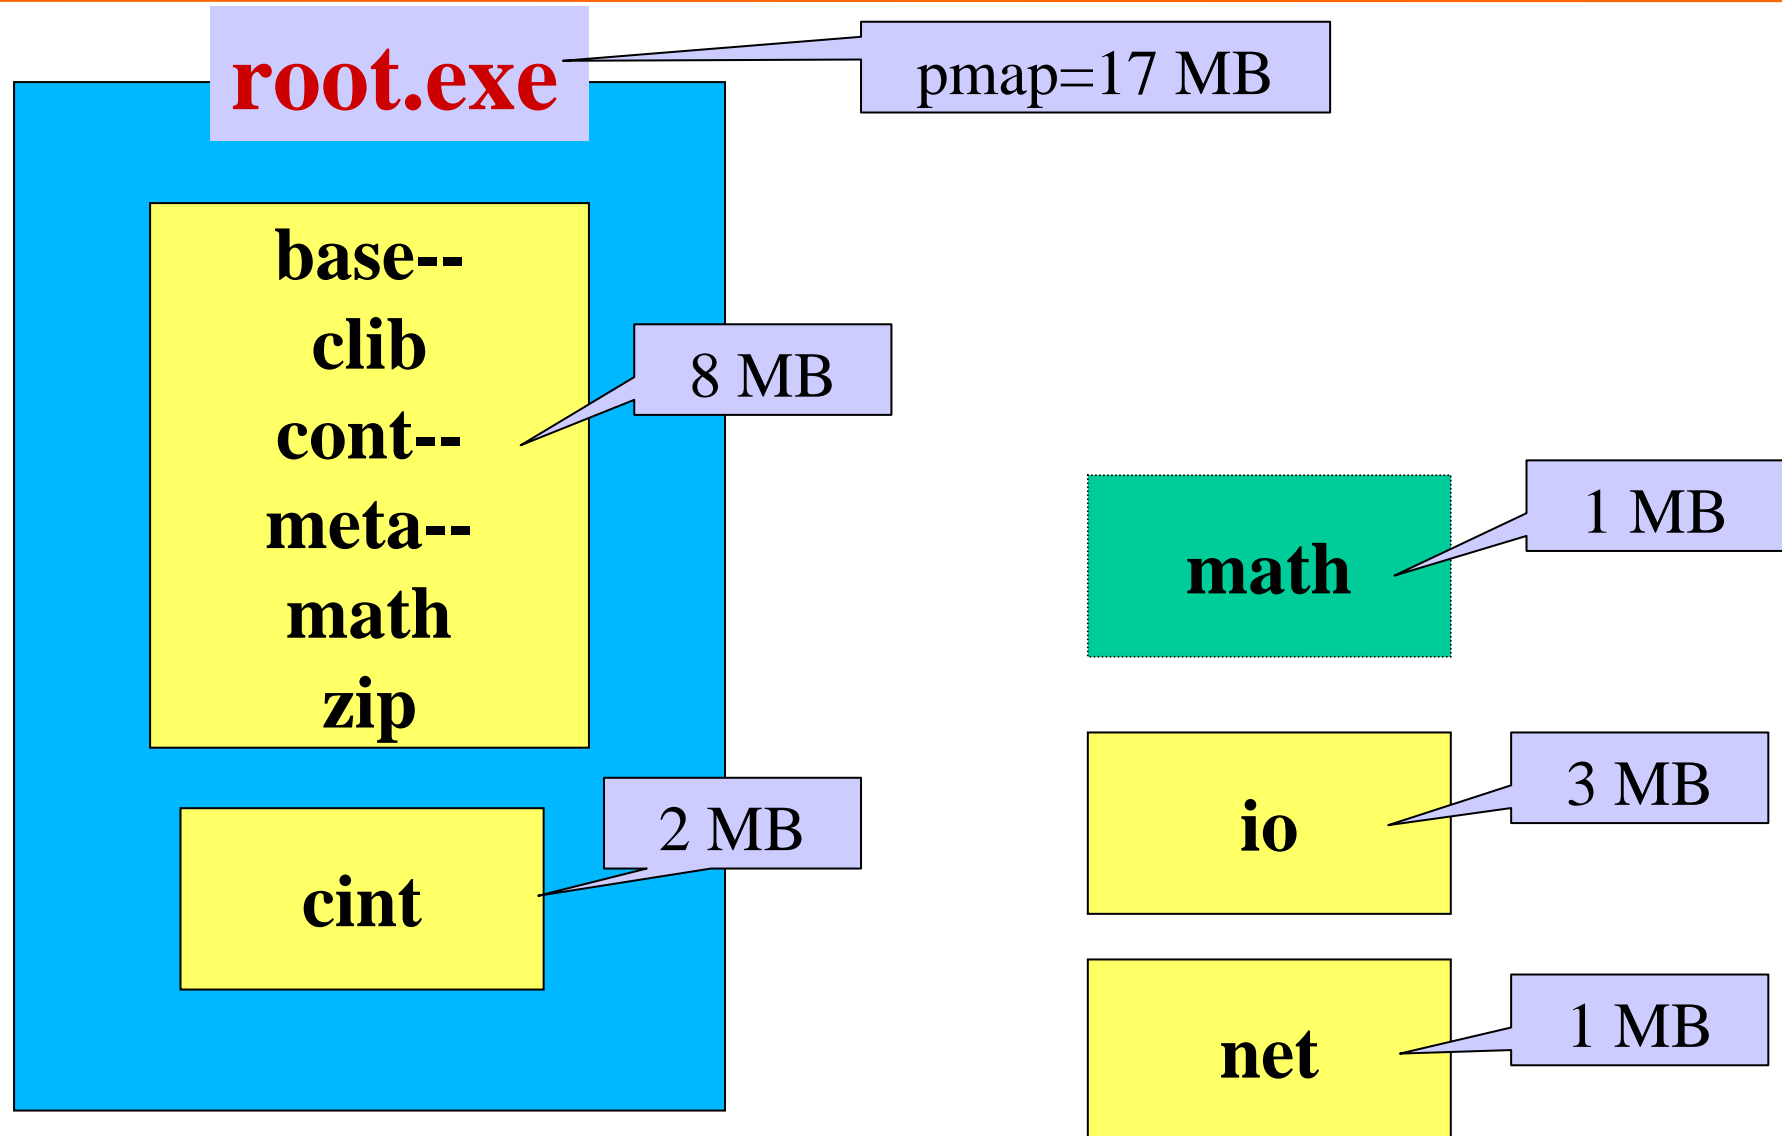 root.exe
pmap=17 MB
base--
clib
cont--
meta--
math
zip
8 MB
cint
2 MB
math
1 MB
io
3 MB
net
1 MB